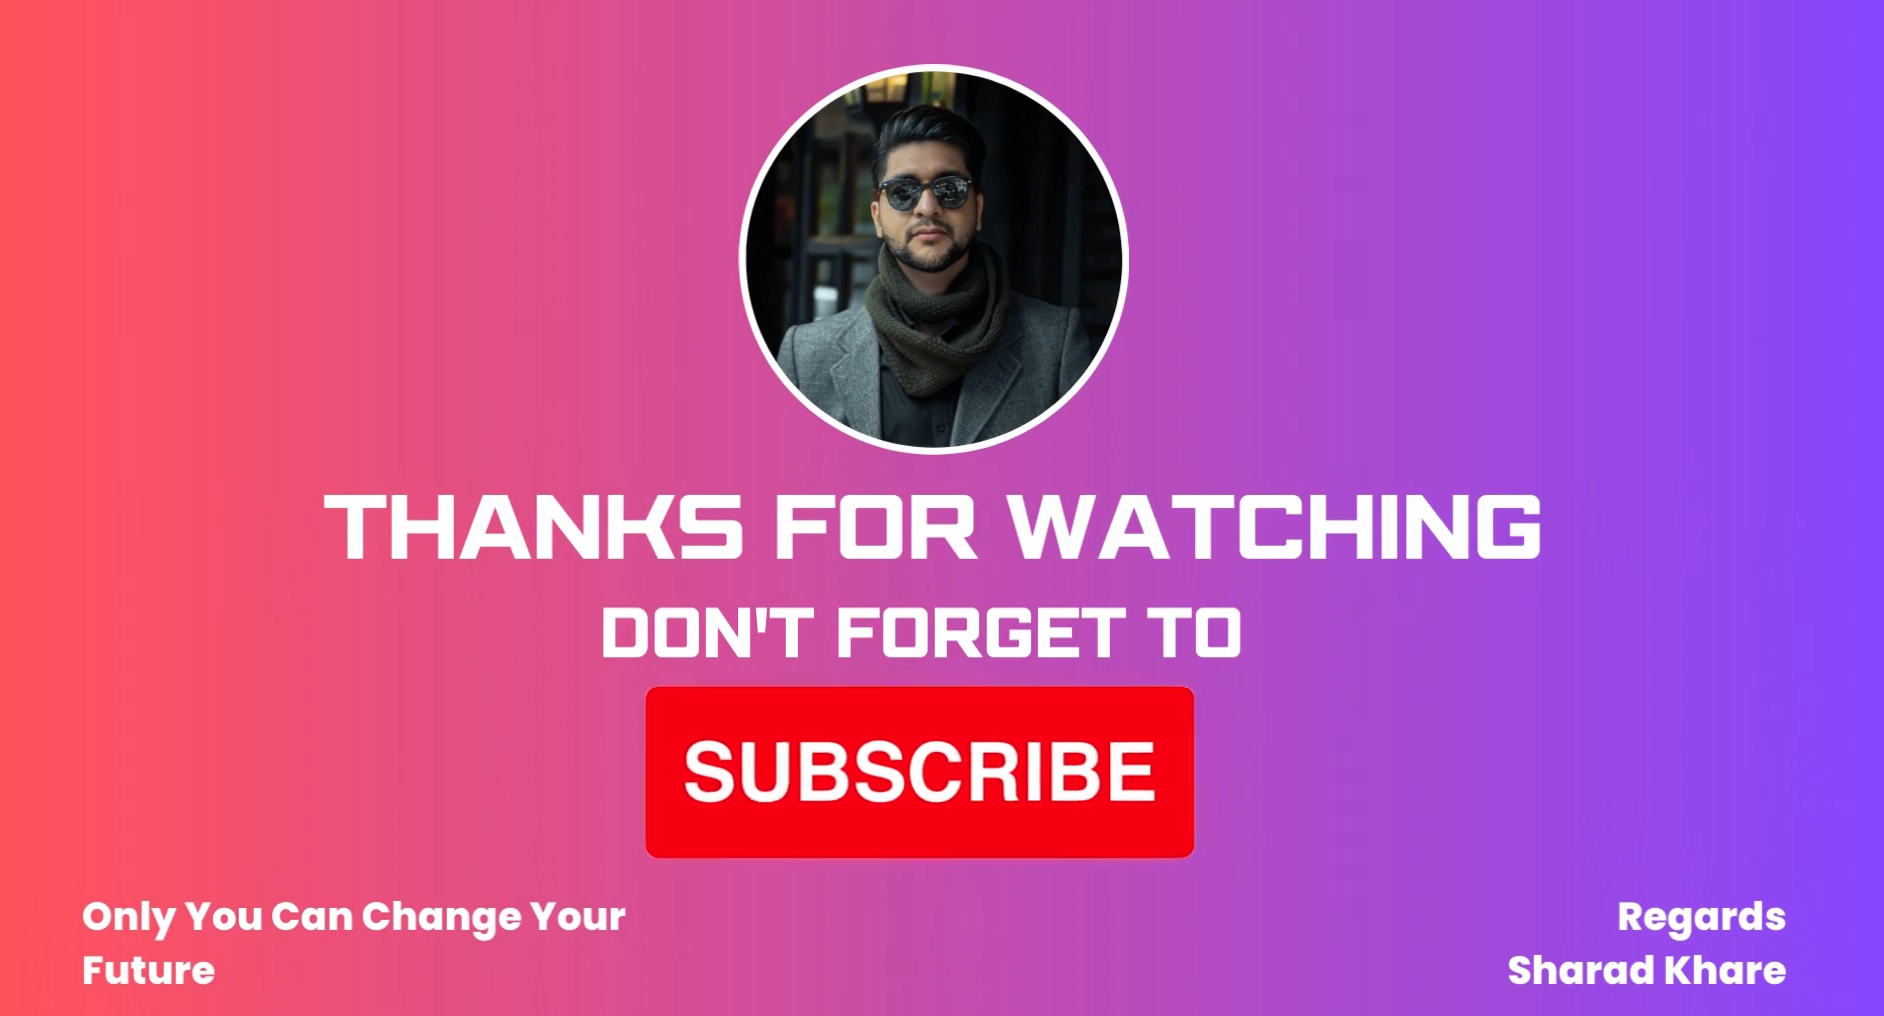 THANKS FOR WATCHING
DON'T FORGET TO
SUBSCRIBE
Only You Can Change Your
Future
Regards
Sharad Khare